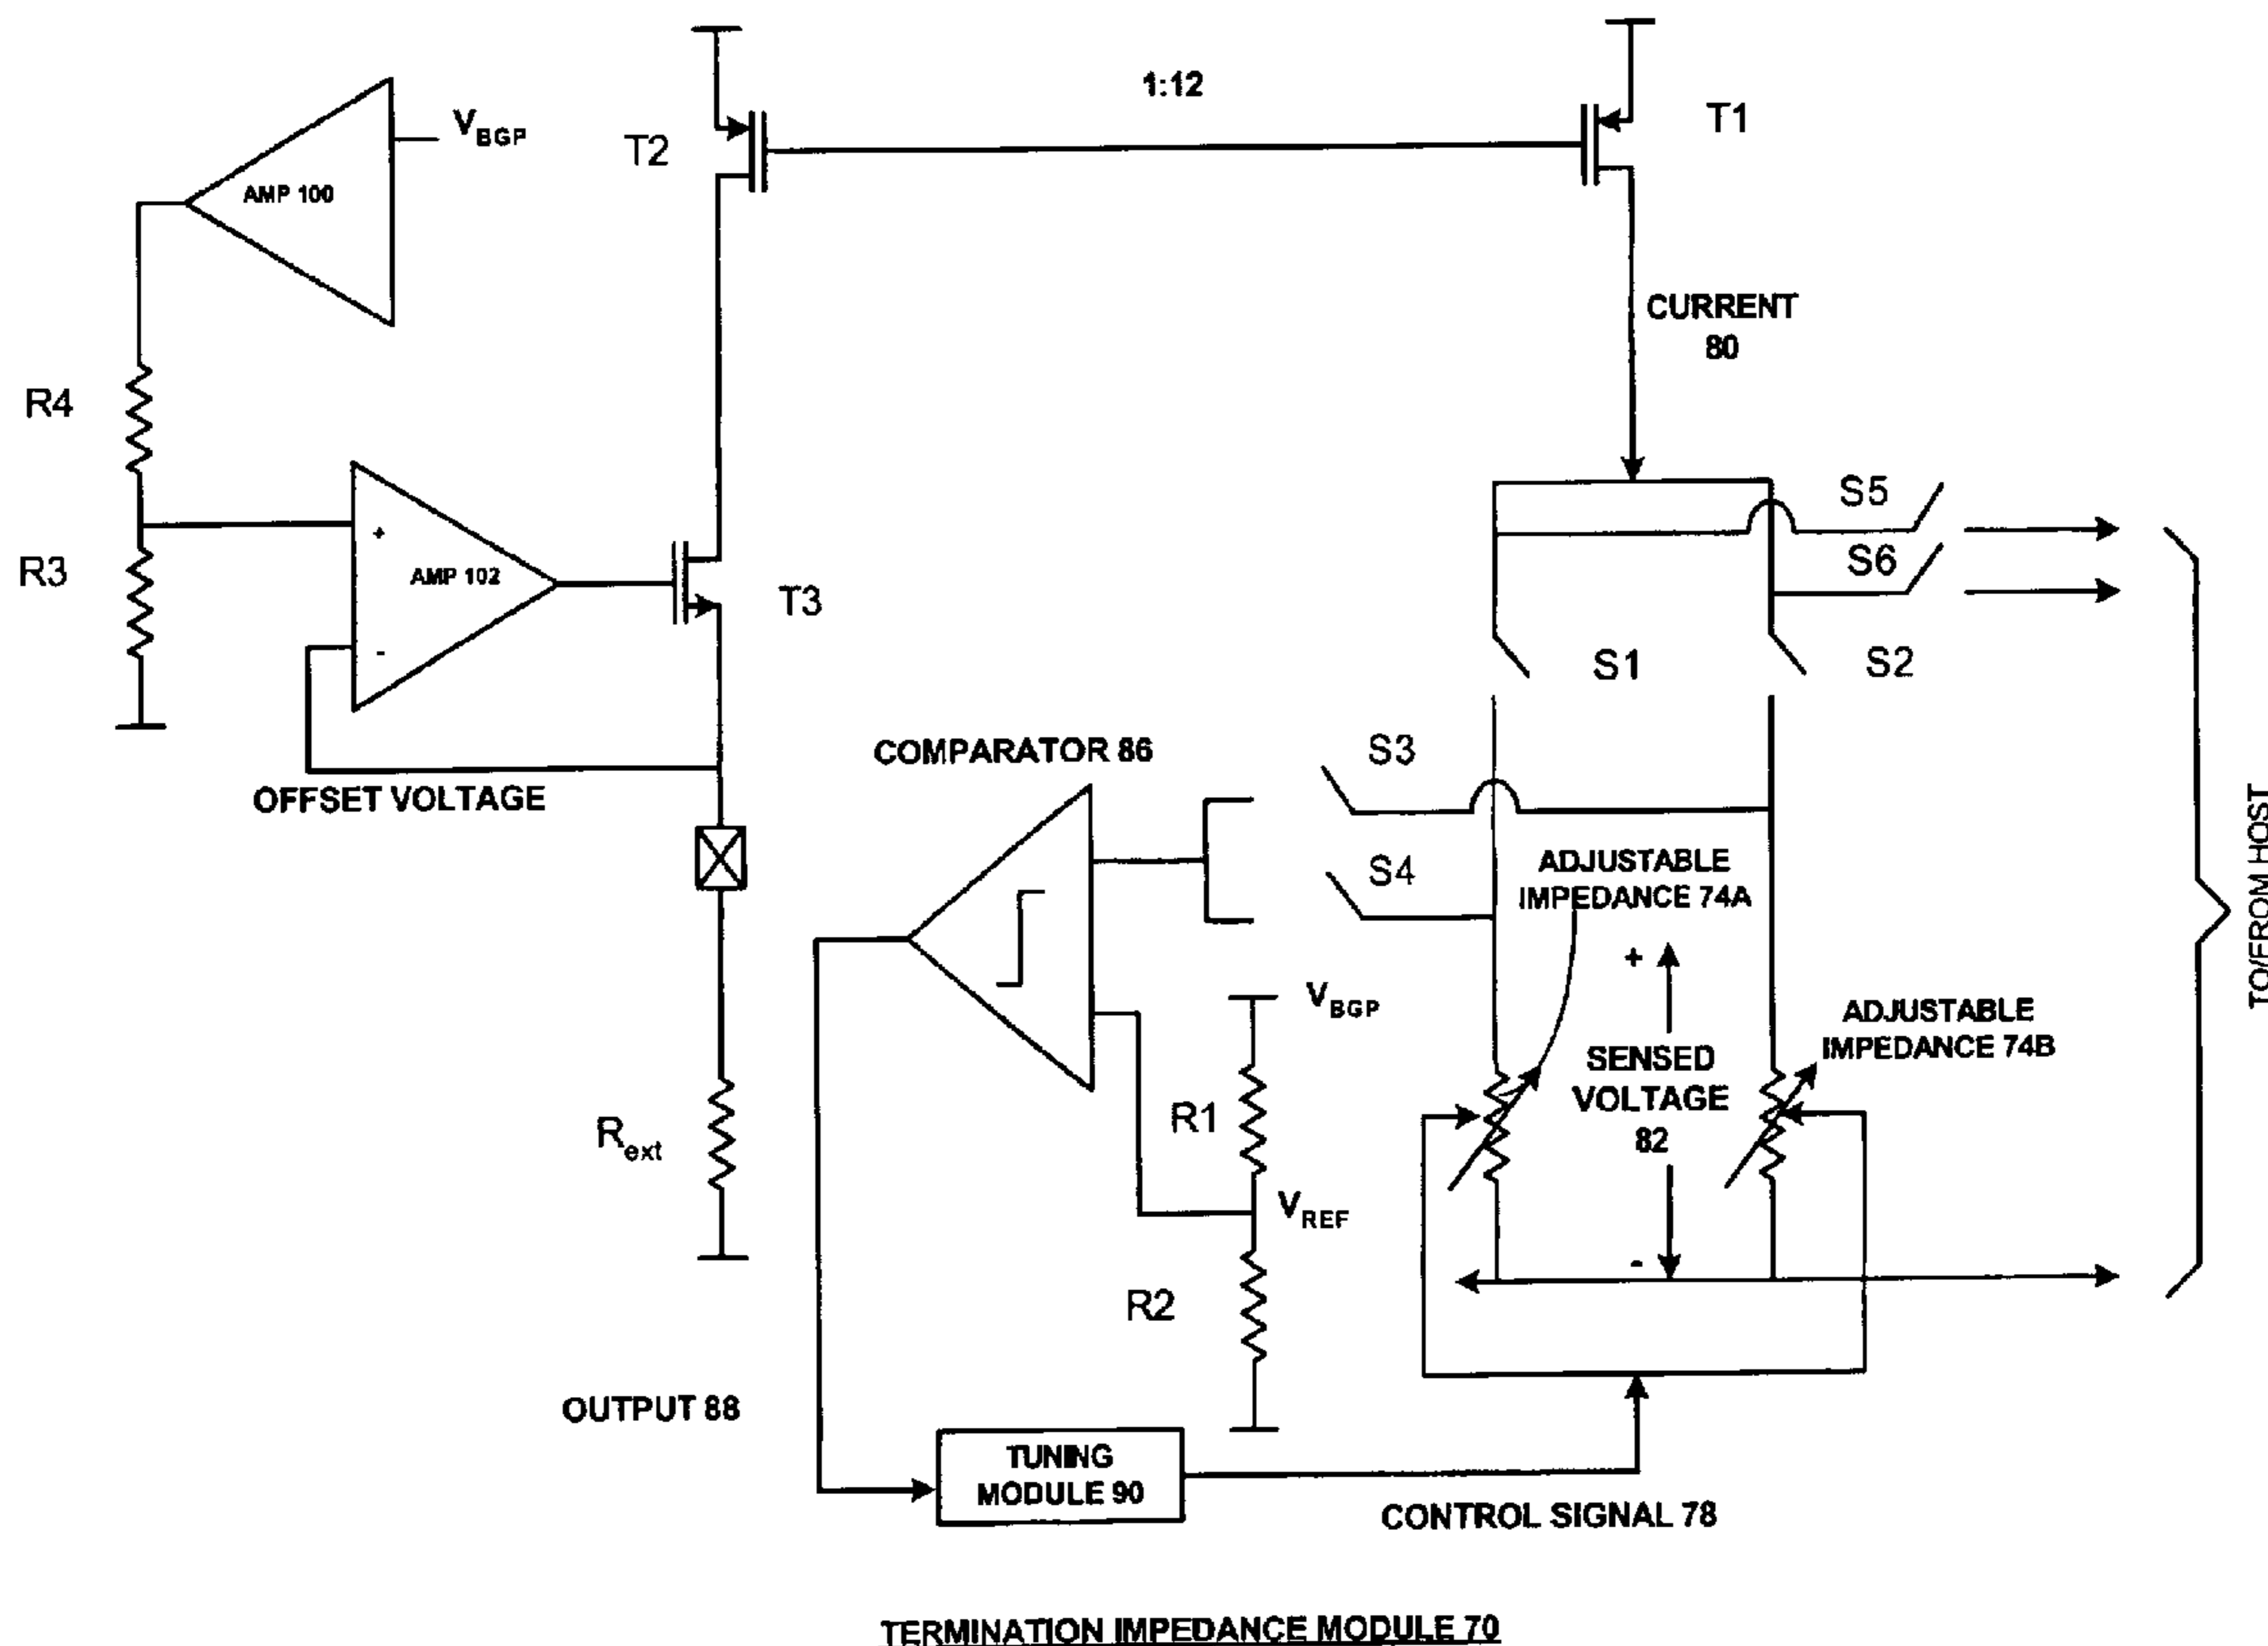 1:12
T1
V_BGP
T2
AMP 100
CURRENT
80
R4
S5
S6
AMP 102
+
-
R3
T3
S1
S2
COMPARATOR 86
S3
OFFSET VOLTAGE
S4
ADJUSTABLE
IMPEDANCE 74A
TO/FROM HOST
+
V_BGP
ADJUSTABLE
IMPEDANCE 74B
SENSED
VOLTAGE
82
R1
R_ext
V_REF
-
R2
OUTPUT 88
TUNING
MODULE 90
CONTROL SIGNAL 78
TERMINATION IMPEDANCE MODULE 70